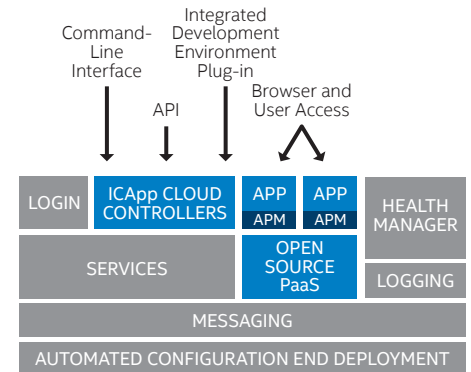 Command-
Line
Interface
API
Integrated
Development
Environment
Plug-in
Browser and
User Access
LOGIN
ICApp CLOUD
CONTROLLERS
APP
APM
APP
APM
HEALTH
MANAGER
SERVICES
OPEN
SOURCE
PaaS
LOGGING
MESSAGING
AUTOMATED CONFIGURATION END DEPLOYMENT